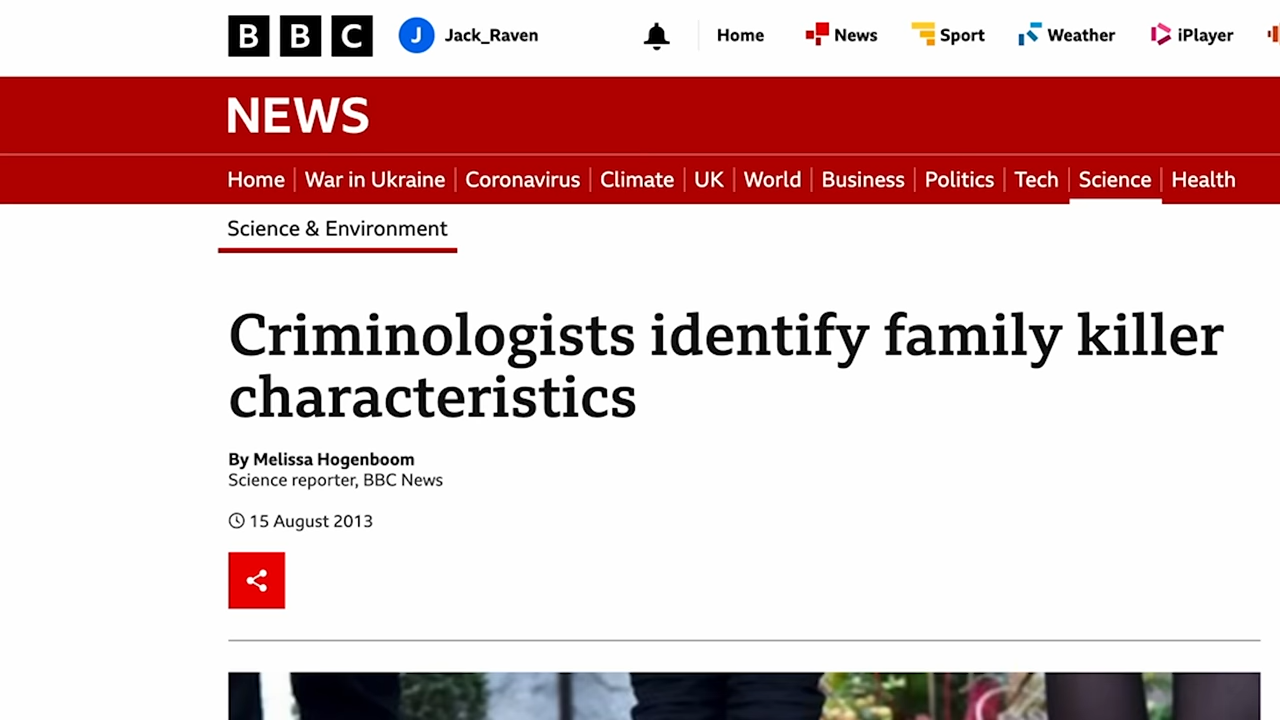 BBC J Jack_Raven Home News Sport Weather iPlayer
NEWS
Home War in Ukraine Coronavirus Climate UK World Business Politics Tech Science Health
Science & Environment
Criminologists identify family killer
characteristics
By Melissa Hogenboom
Science reporter, BBC News
15 August 2013